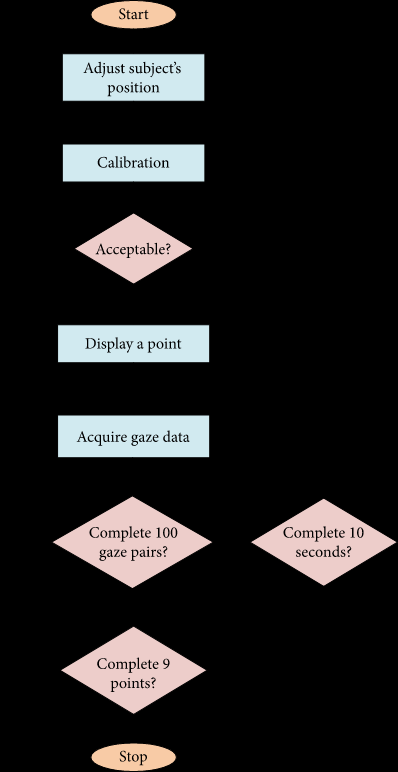 Start
Adjust subject's
position
Calibration
Acceptable?
Display a point
Acquire gaze data
Complete 100
gaze pairs?
Complete 10
seconds?
Complete 9
points?
Stop